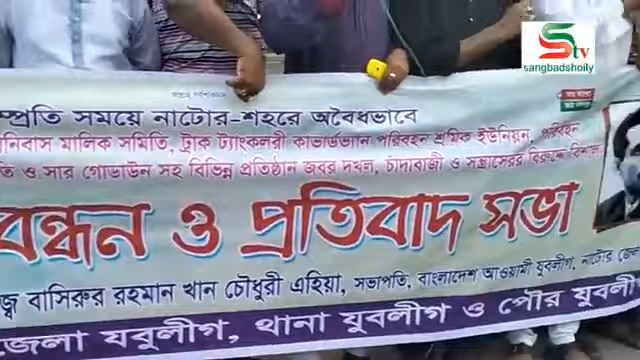 S tv
sangbadshoily
ম্প্রতি সময়ে নাটোর-শহরে অবৈধভাবে
নিবাস মালিক সমিতি, ট্রাক ট্যাংকলরী কাভার্ডভ্যান পরিবহন শ্রমিক ইউনিয়ন, পরিবহন
তি ও সার গোডাউন সহ বিভিন্ন প্রতিষ্ঠান জবর দখল, চাঁদাবাজী ও সন্ত্রাসের বিরুদ্ধে
বন্ধন ও প্রতিবাদ সভা
জ্ব বাসিরুর রহমান খান চৌধুরী এহিয়া, সভাপতি, বাংলাদেশ আওয়ামী যুবলীগ, নাটোর জেলা
জেলা যুবলীগ, থানা যুবলীগ ও পৌর যুবলী